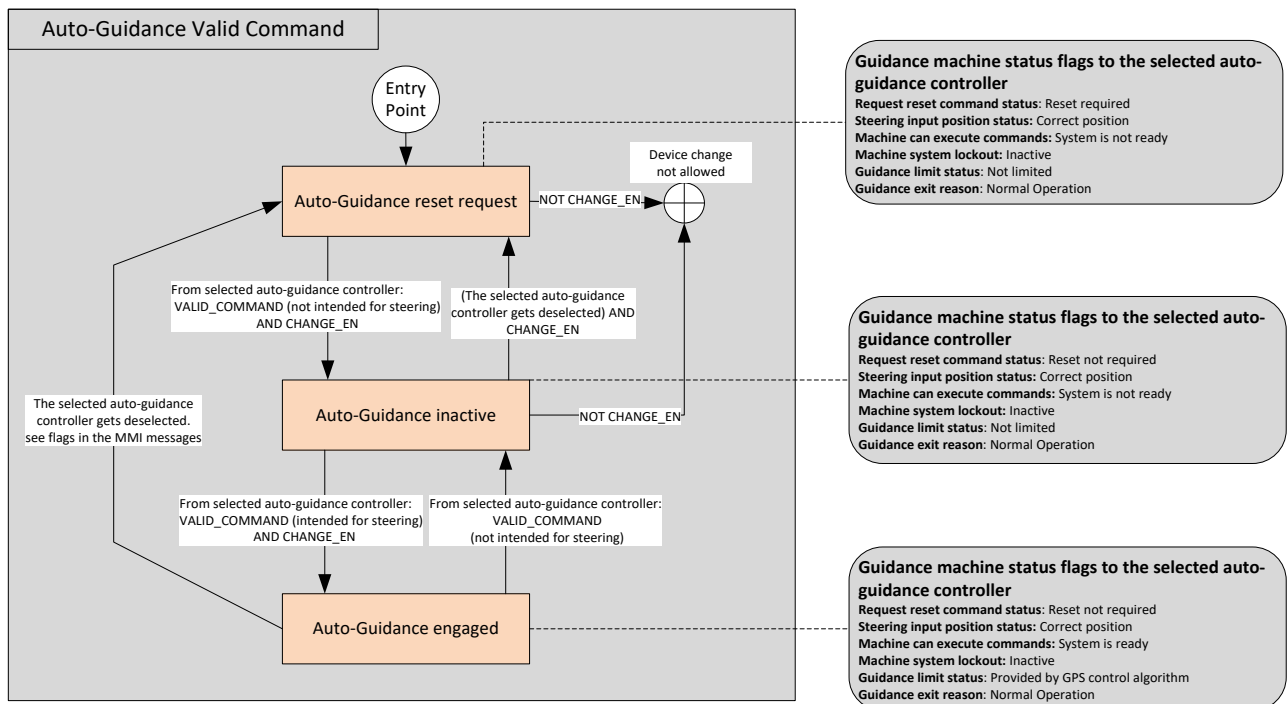 Auto-Guidance Valid Command
Entry
Point
Auto-Guidance reset request
NOT CHANGE_EN
Device change
not allowed
From selected auto-guidance controller:
VALID_COMMAND (not intended for steering)
AND CHANGE_EN
(The selected auto-guidance
controller gets deselected) AND
CHANGE_EN
The selected auto-guidance
controller gets deselected.
see flags in the MMI messages
Auto-Guidance inactive
NOT CHANGE_EN
From selected auto-guidance controller:
VALID_COMMAND (intended for steering)
AND CHANGE_EN
From selected auto-guidance controller:
VALID_COMMAND
(not intended for steering)
Auto-Guidance engaged
Guidance machine status flags to the selected auto-
guidance controller
Request reset command status: Reset required
Steering input position status: Correct position
Machine can execute commands: System is not ready
Machine system lockout: Inactive
Guidance limit status: Not limited
Guidance exit reason: Normal Operation
Guidance machine status flags to the selected auto-
guidance controller
Request reset command status: Reset not required
Steering input position status: Correct position
Machine can execute commands: System is not ready
Machine system lockout: Inactive
Guidance limit status: Not limited
Guidance exit reason: Normal Operation
Guidance machine status flags to the selected auto-
guidance controller
Request reset command status: Reset not required
Steering input position status: Correct position
Machine can execute commands: System is ready
Machine system lockout: Inactive
Guidance limit status: Provided by GPS control algorithm
Guidance exit reason: Normal Operation